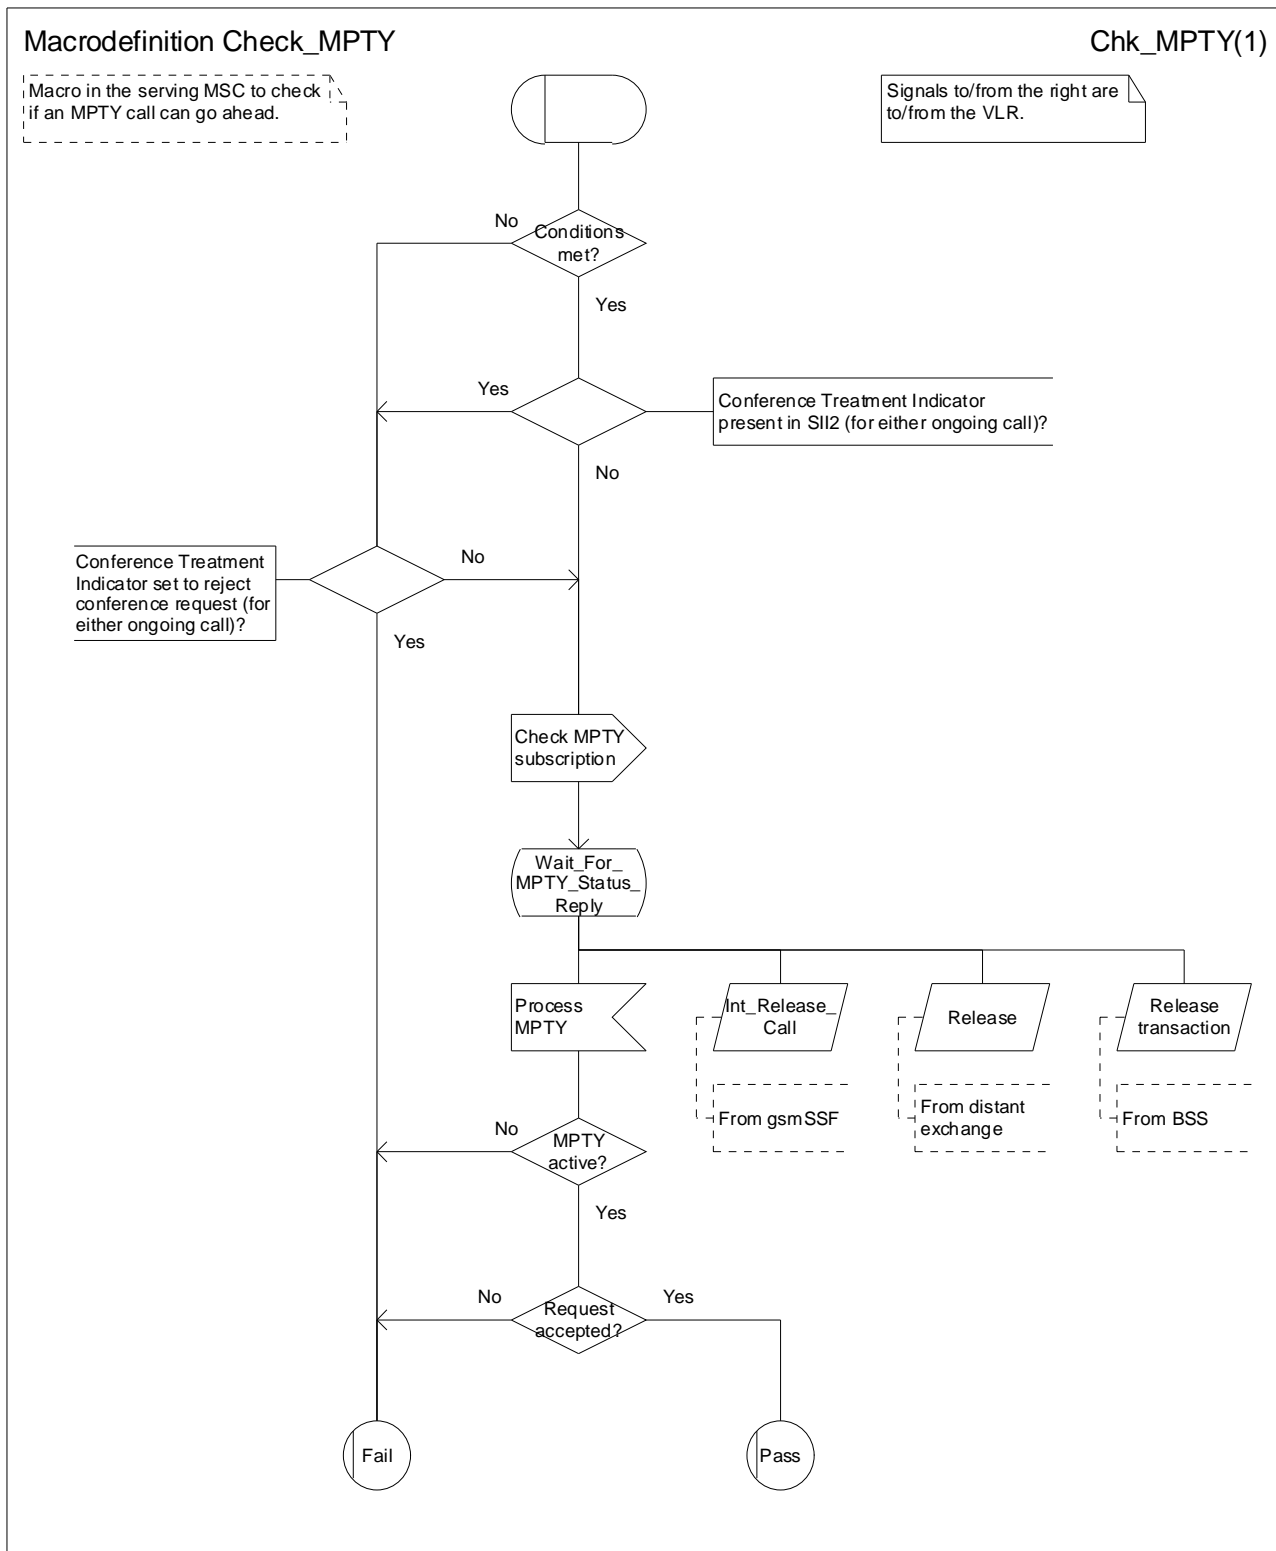 Macrodefinition Check_MPTY
Chk_MPTY(1)
Macro in the serving MSC to check
if an MPTY call can go ahead.
Signals to/from the right are
to/from the VLR.
No
Conditions
met?
Yes
Yes
Conference Treatment Indicator
present in SII2 (for either ongoing call)?
No
Conference Treatment
Indicator set to reject
conference request (for
either ongoing call)?
No
Yes
Check MPTY
subscription
Wait_For_
MPTY_Status_
Reply
Process
MPTY
Int_Release_
Call
Release
Release
transaction
From gsmSSF
From distant
exchange
From BSS
No
MPTY
active?
Yes
No
Request
accepted?
Yes
Fail
Pass